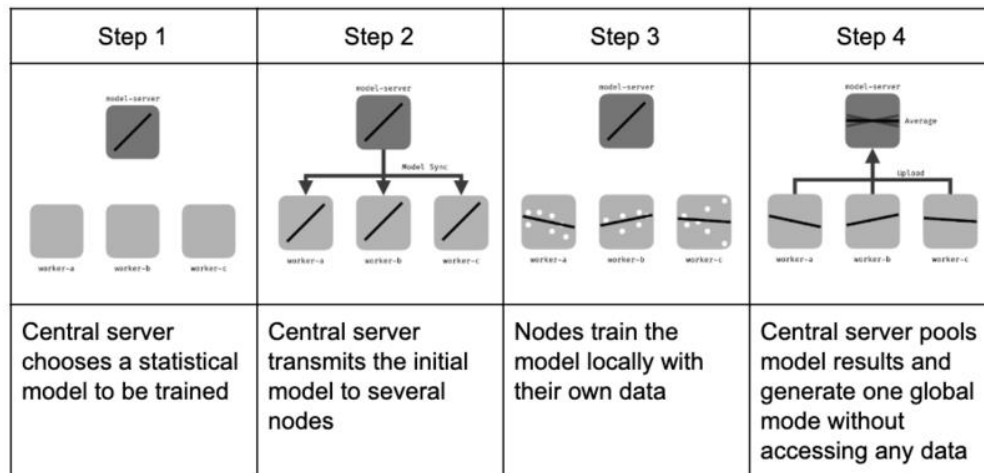 Step 1
Step 2
Step 3
Step 4
model-server
worker-a
worker-b
worker-c
model-server
Model Sync
worker-a
worker-b
worker-c
model-server
worker-a
worker-b
worker-c
model-server
Average
Upload
worker-a
worker-b
worker-c
Central server
chooses a statistical
model to be trained
Central server
transmits the initial
model to several
nodes
Nodes train the
model locally with
their own data
Central server pools
model results and
generate one global
mode without
accessing any data